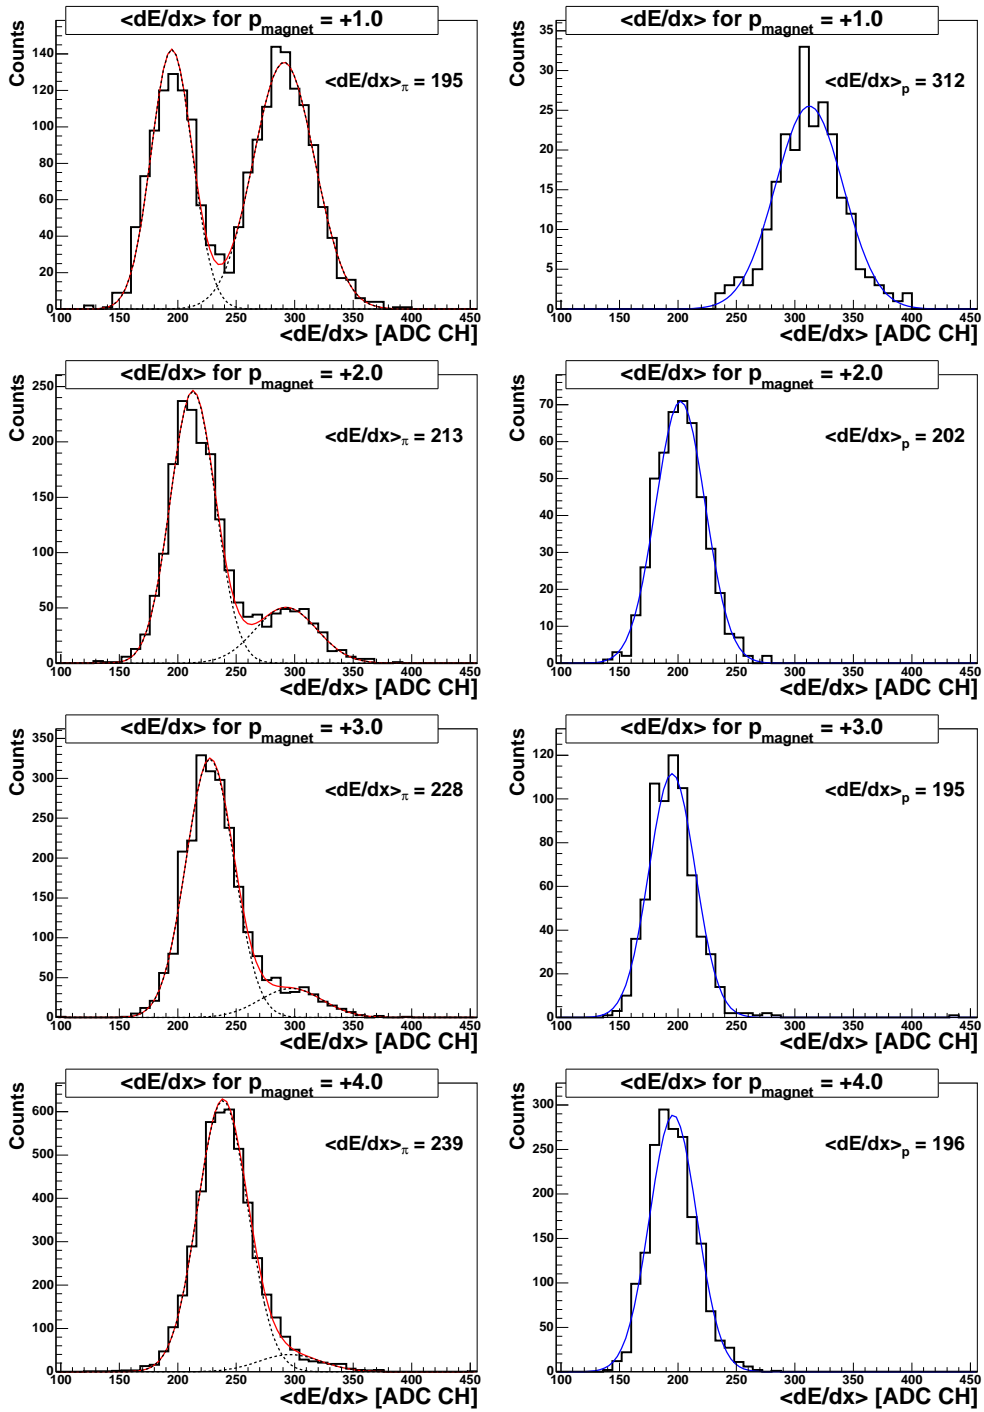 <dE/dx> for p_magnet = +1.0
Counts
<dE/dx>_π = 195
140
120
100
80
60
40
20
0
100 150 200 250 300 350 400 450
<dE/dx> [ADC CH]
<dE/dx> for p_magnet = +1.0
Counts
<dE/dx>_p = 312
35
30
25
20
15
10
5
0
100 150 200 250 300 350 400 450
<dE/dx> [ADC CH]
<dE/dx> for p_magnet = +2.0
Counts
<dE/dx>_π = 213
250
200
150
100
50
0
100 150 200 250 300 350 400 450
<dE/dx> [ADC CH]
<dE/dx> for p_magnet = +2.0
Counts
<dE/dx>_p = 202
70
60
50
40
30
20
10
0
100 150 200 250 300 350 400 450
<dE/dx> [ADC CH]
<dE/dx> for p_magnet = +3.0
Counts
<dE/dx>_π = 228
350
300
250
200
150
100
50
0
100 150 200 250 300 350 400 450
<dE/dx> [ADC CH]
<dE/dx> for p_magnet = +3.0
Counts
<dE/dx>_p = 195
120
100
80
60
40
20
0
100 150 200 250 300 350 400 450
<dE/dx> [ADC CH]
<dE/dx> for p_magnet = +4.0
Counts
<dE/dx>_π = 239
600
500
400
300
200
100
0
100 150 200 250 300 350 400 450
<dE/dx> [ADC CH]
<dE/dx> for p_magnet = +4.0
Counts
<dE/dx>_p = 196
300
250
200
150
100
50
0
100 150 200 250 300 350 400 450
<dE/dx> [ADC CH]